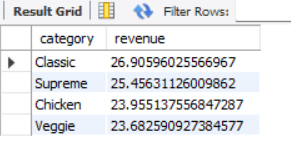 Result Grid Filter Rows:
category revenue
Classic 26.90596025566967
Supreme 25.45631126009862
Chicken 23.955137556847287
Veggie 23.682590927384577